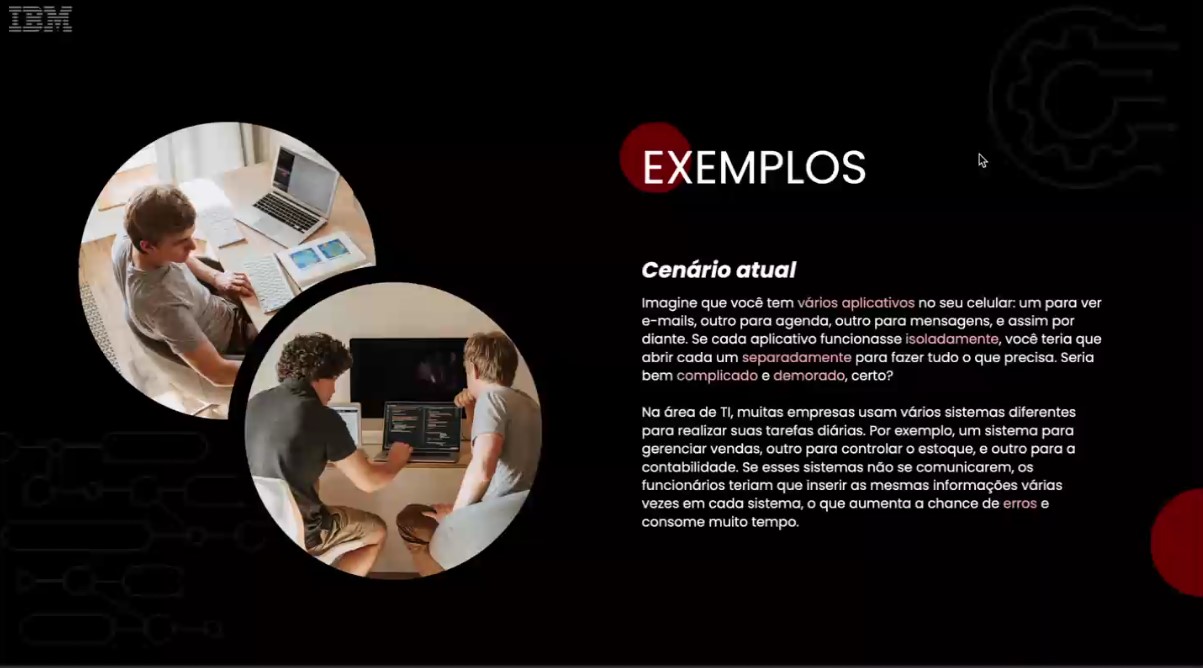 IBM
EXEMPLOS
Cenário atual
Imagine que você tem vários aplicativos no seu celular: um para ver
e-mails, outro para agenda, outro para mensagens, e assim por
diante. Se cada aplicativo funcionasse isoladamente, você teria que
abrir cada um separadamente para fazer tudo o que precisa. Seria
bem complicado e demorado, certo?
Na área de TI, muitas empresas usam vários sistemas diferentes
para realizar suas tarefas diárias. Por exemplo, um sistema para
gerenciar vendas, outro para controlar o estoque, e outro para a
contabilidade. Se esses sistemas não se comunicarem, os
funcionários teriam que inserir as mesmas informações várias
vezes em cada sistema, o que aumenta a chance de erros e
consome muito tempo.